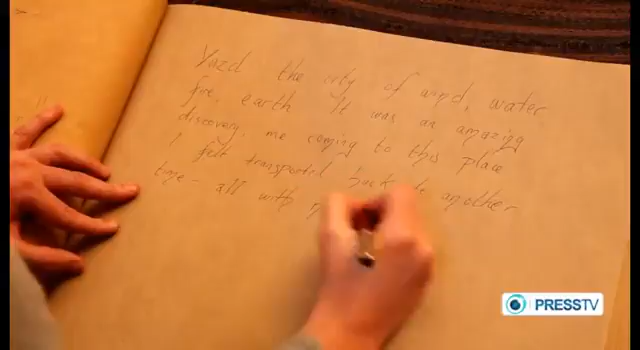 Yazd the city of wind, water
fire, earth It was an amazing
discovery, me coming to this place
I felt transported back to another
time - all with
PRESSTV